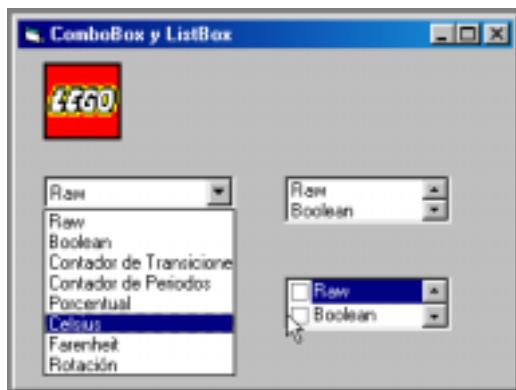 ComboBox y ListBox
LEGO
Raw
Raw
Boolean
Contador de Transicione
Contador de Periodos
Porcentual
Celsius
Farenheit
Rotación
Raw
Boolean
Raw
Boolean